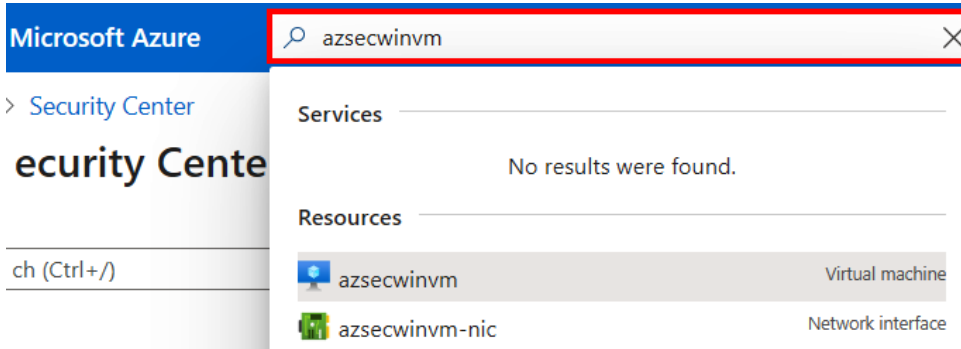 Microsoft Azure
azsecwinvm
> Security Center
Services
ecurity Cente
No results were found.
Resources
ch (Ctrl+/)
azsecwinvm Virtual machine
azsecwinvm-nic Network interface